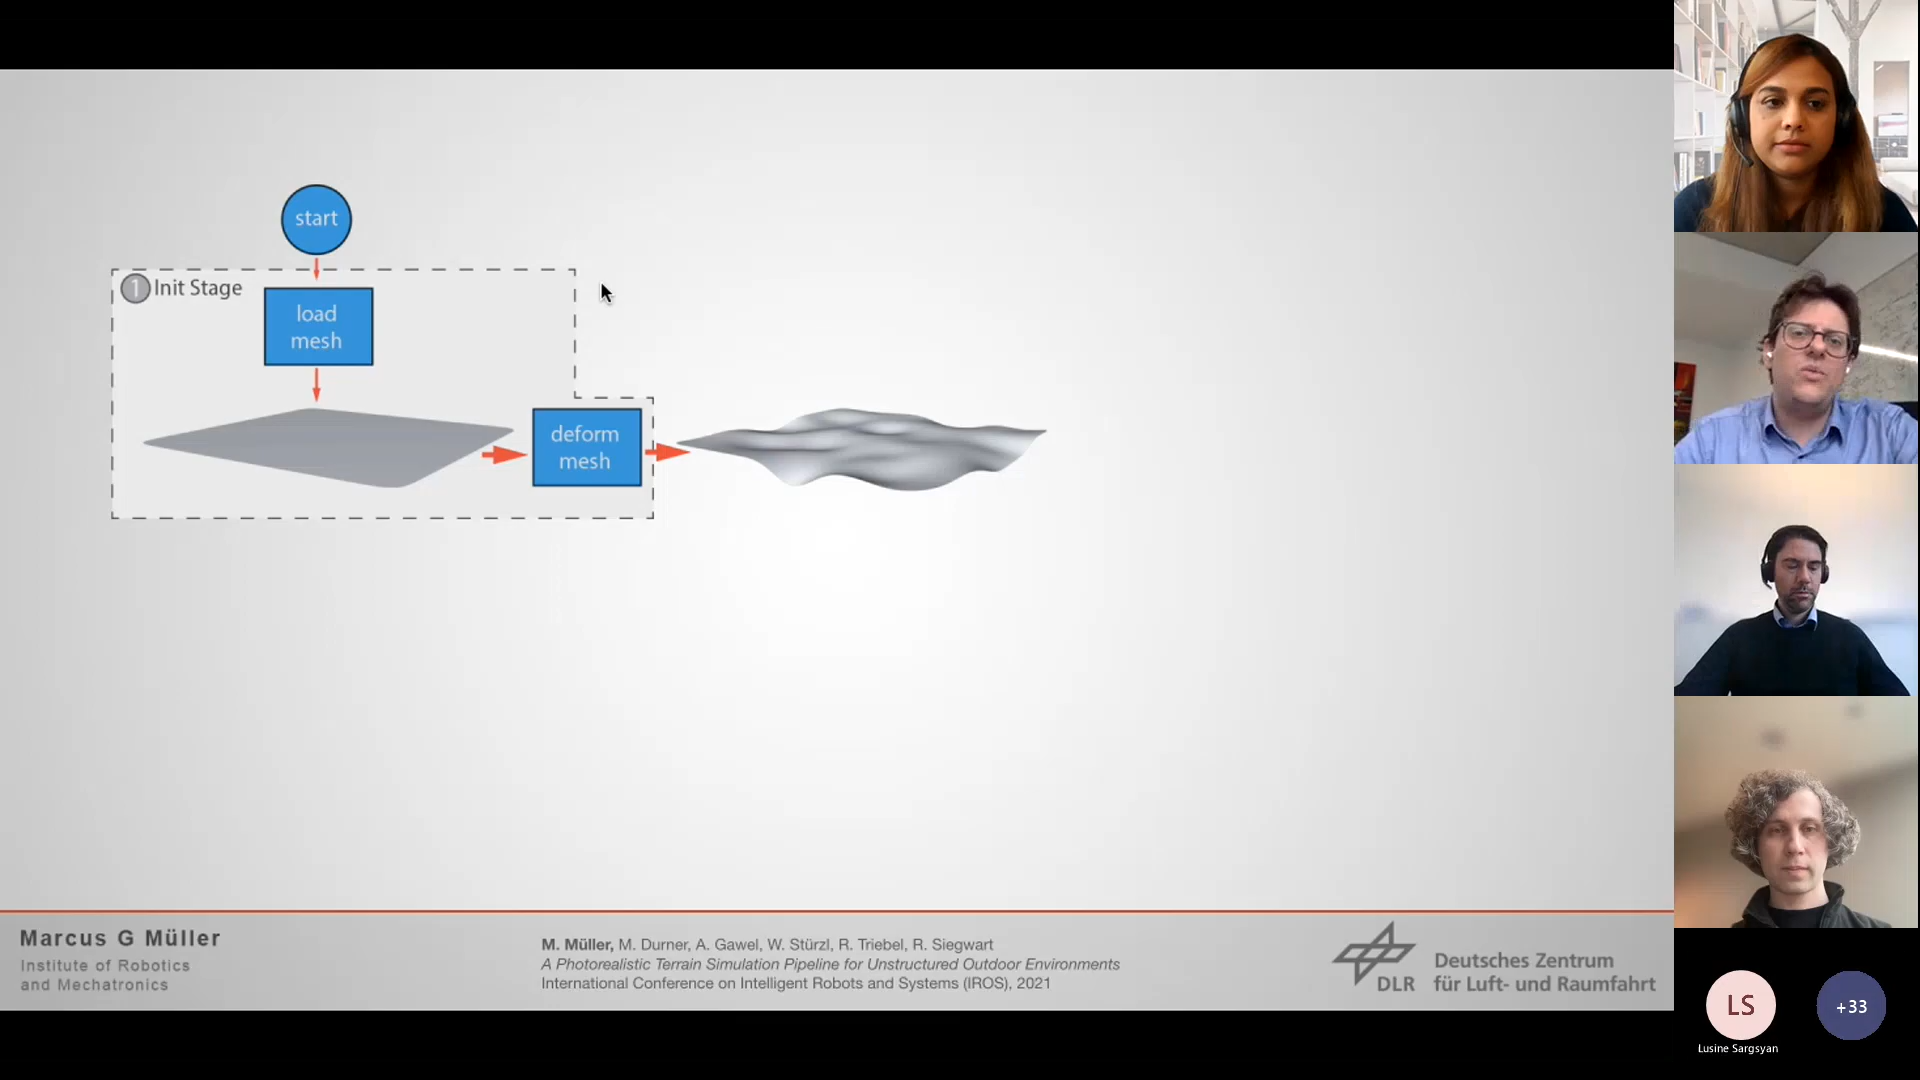 start
1 Init Stage
load
mesh
deform
mesh
Marcus G Müller
Institute of Robotics
and Mechatronics
M. Müller, M. Durner, A. Gawel, W. Stürzl, R. Triebel, R. Siegwart
A Photorealistic Terrain Simulation Pipeline for Unstructured Outdoor Environments
International Conference on Intelligent Robots and Systems (IROS), 2021
DLR
Deutsches Zentrum
für Luft- und Raumfahrt
LS
+33
Lusine Sargsyan